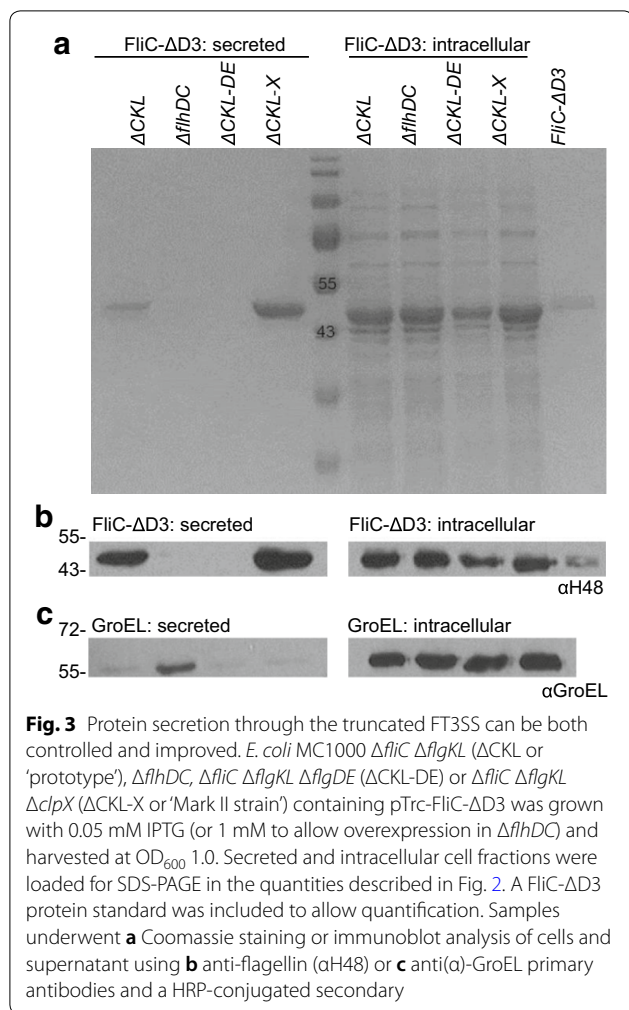 a
FliC-ΔD3: secreted
FliC-ΔD3: intracellular
ΔCKL
ΔflhDC
ΔCKL-DE
ΔCKL-X
ΔCKL
ΔflhDC
ΔCKL-DE
ΔCKL-X
FliC-ΔD3
55
43
b
FliC-ΔD3: secreted
FliC-ΔD3: intracellular
55-
43-
αH48
c
GroEL: secreted
GroEL: intracellular
72-
55-
αGroEL
Fig. 3 Protein secretion through the truncated FT3SS can be both
controlled and improved. E. coli MC1000 ΔfliC ΔflgKL (ΔCKL or
‘prototype’), ΔflhDC, ΔfliC ΔflgKL ΔflgDE (ΔCKL-DE) or ΔfliC ΔflgKL
ΔclpX (ΔCKL-X or ‘Mark II strain’) containing pTrc-FliC-ΔD3 was grown
with 0.05 mM IPTG (or 1 mM to allow overexpression in ΔflhDC) and
harvested at OD600 1.0. Secreted and intracellular cell fractions were
loaded for SDS-PAGE in the quantities described in Fig. 2. A FliC-ΔD3
protein standard was included to allow quantification. Samples
underwent a Coomassie staining or immunoblot analysis of cells and
supernatant using b anti-flagellin (αH48) or c anti(α)-GroEL primary
antibodies and a HRP-conjugated secondary